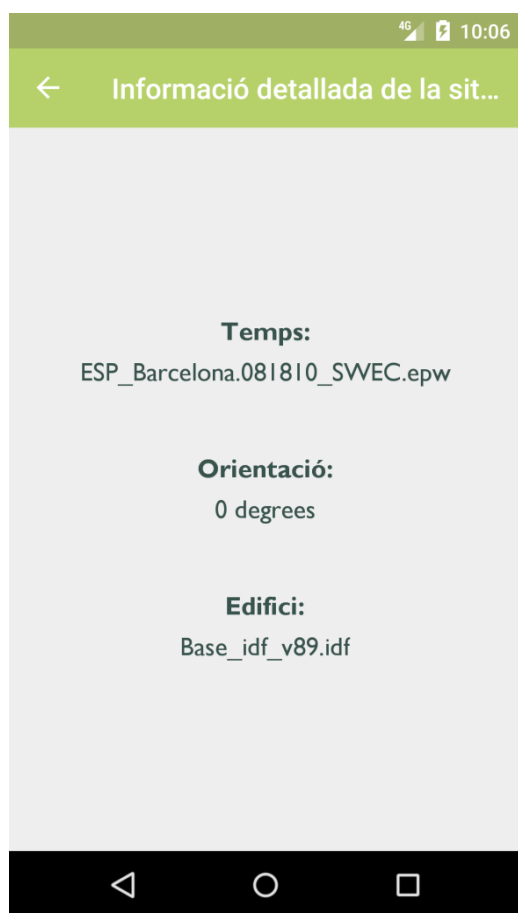 4G 10:06
Informació detallada de la sit...
Temps:
ESP_Barcelona.081810_SWEC.epw
Orientació:
0 degrees
Edifici:
Base_idf_v89.idf